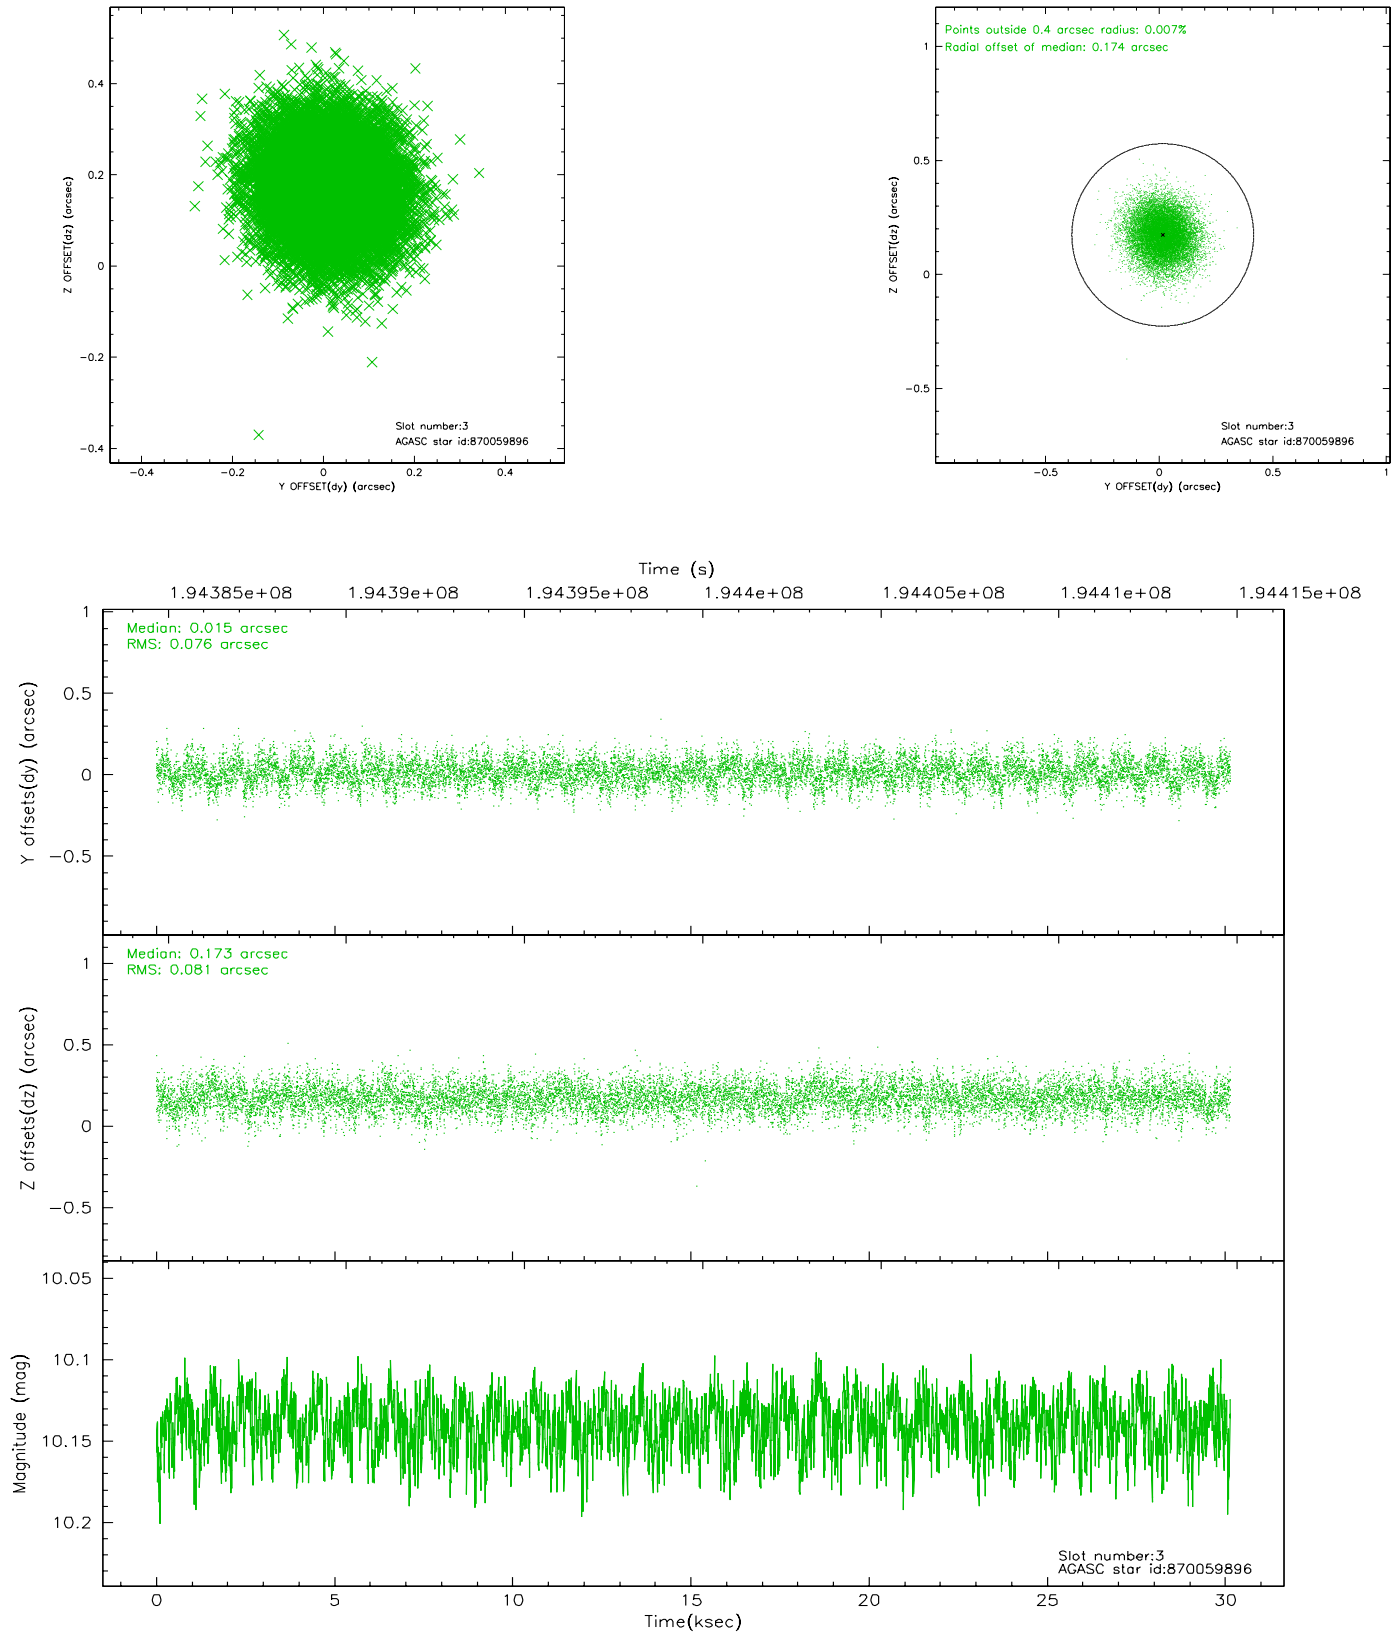 0.4
0.2
0
−0.2
−0.4
Z OFFSET(dz) (arcsec)
Slot number:3
AGASC star id:870059896
−0.4 −0.2 0 0.2 0.4
Y OFFSET(dy) (arcsec)
Points outside 0.4 arcsec radius: 0.007%
Radial offset of median: 0.174 arcsec
1
0.5
0
−0.5
Z OFFSET(dz) (arcsec)
Slot number:3
AGASC star id:870059896
−0.5 0 0.5 1
Y OFFSET(dy) (arcsec)
Time (s)
1.94385e+08 1.9439e+08 1.94395e+08 1.944e+08 1.94405e+08 1.9441e+08 1.94415e+08
Median: 0.015 arcsec
RMS: 0.076 arcsec
1
0.5
0
−0.5
Y offsets(dy) (arcsec)
Median: 0.173 arcsec
RMS: 0.081 arcsec
1
0.5
0
−0.5
Z offsets(dz) (arcsec)
10.05
10.1
10.15
10.2
Magnitude (mag)
Slot number:3
AGASC star id:870059896
0 5 10 15 20 25 30
Time(ksec)